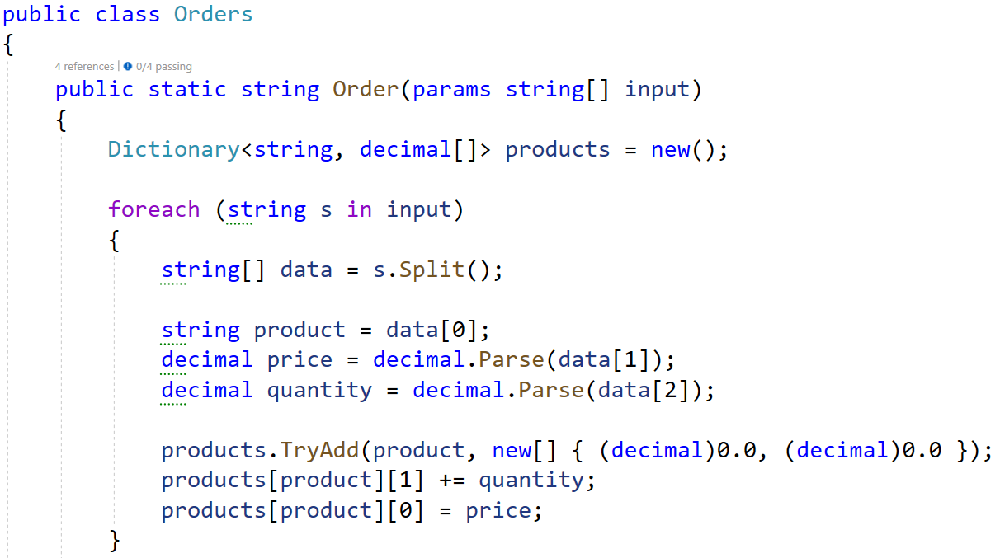 public class Orders
{
4 references | 0/4 passing
public static string Order(params string[] input)
{
Dictionary<string, decimal[]> products = new();
foreach (string s in input)
{
string[] data = s.Split();
string product = data[0];
decimal price = decimal.Parse(data[1]);
decimal quantity = decimal.Parse(data[2]);
products.TryAdd(product, new[] { (decimal)0.0, (decimal)0.0 });
products[product][1] += quantity;
products[product][0] = price;
}